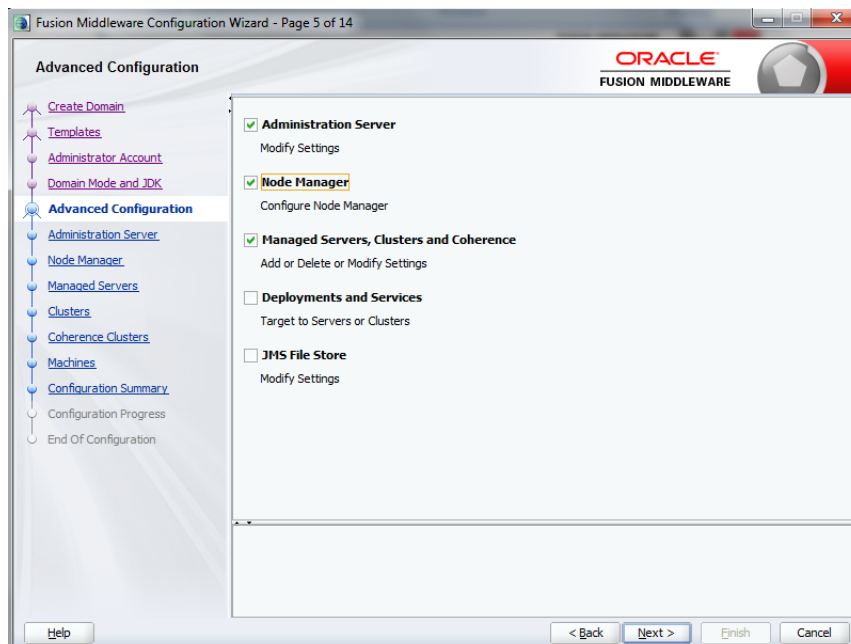 Fusion Middleware Configuration Wizard - Page 5 of 14
Advanced Configuration
ORACLE
FUSION MIDDLEWARE
Create Domain
Templates
Administrator Account
Domain Mode and JDK
Advanced Configuration
Administration Server
Node Manager
Managed Servers
Clusters
Coherence Clusters
Machines
Configuration Summary
Configuration Progress
End Of Configuration
Administration Server
Modify Settings
Node Manager
Configure Node Manager
Managed Servers, Clusters and Coherence
Add or Delete or Modify Settings
Deployments and Services
Target to Servers or Clusters
JMS File Store
Modify Settings
Help
< Back
Next >
Finish
Cancel